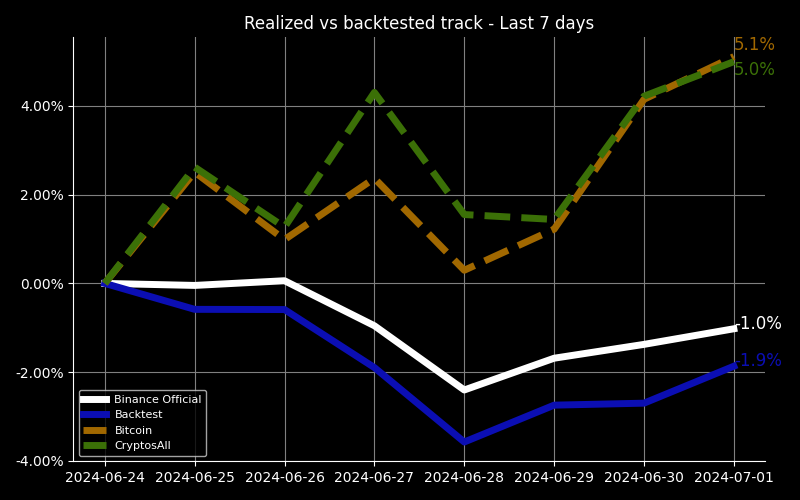 Realized vs backtested track - Last 7 days
5.1%
5.0%
4.00%
2.00%
0.00%
-2.00%
-4.00%
-1.0%
-1.9%
Binance Official
Backtest
Bitcoin
CryptosAll
2024-06-24 2024-06-25 2024-06-26 2024-06-27 2024-06-28 2024-06-29 2024-06-30 2024-07-01